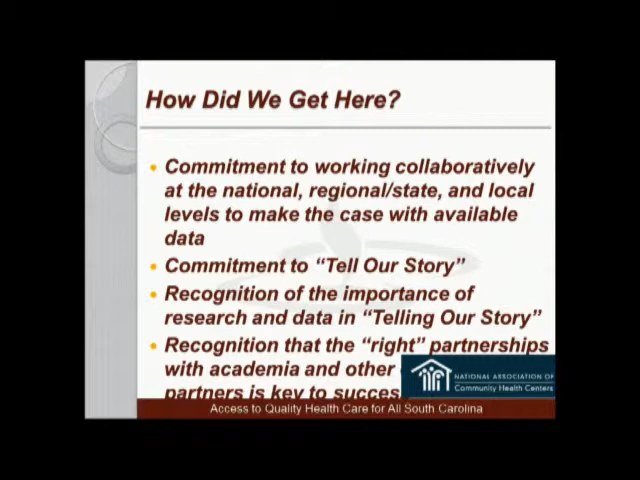 How Did We Get Here?
Commitment to working collaboratively
at the national, regional/state, and local
levels to make the case with available
data
Commitment to “Tell Our Story”
Recognition of the importance of
research and data in “Telling Our Story”
Recognition that the “right” partnerships
with academia and other
partners is key to success
NATIONAL ASSOCIATION OF
Community Health Centers
Access to Quality Health Care for All South Carolina